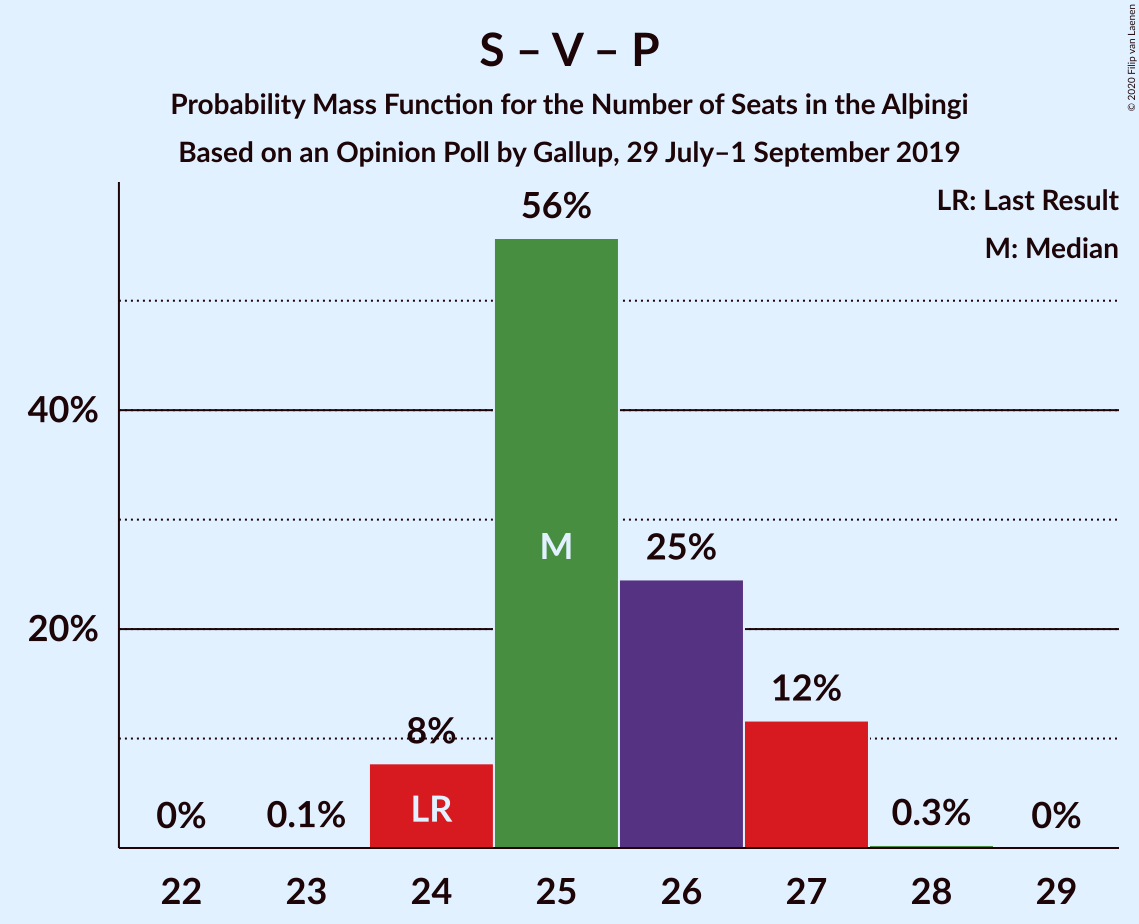 S – V – P
Probability Mass Function for the Number of Seats in the Alþingi
Based on an Opinion Poll by Gallup, 29 July–1 September 2019
© 2020 Filip van Laenen
LR: Last Result
M: Median
56%
40%
M
25%
20%
12%
8%
LR
0%
0.1%
0.3%
0%
22 23 24 25 26 27 28 29